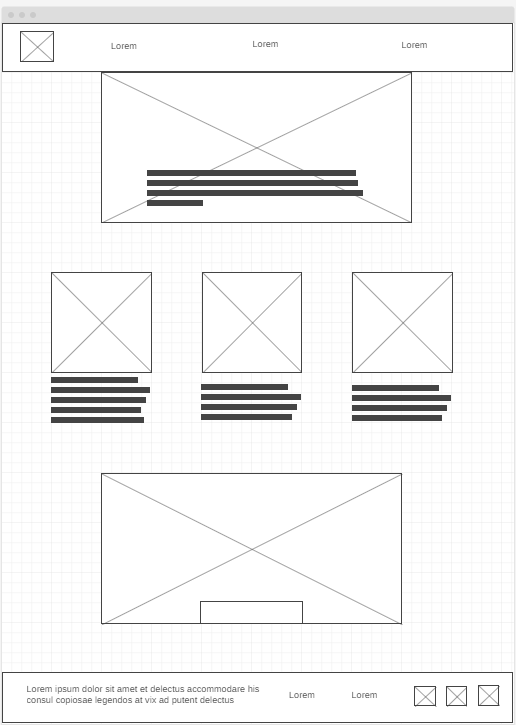 Lorem
Lorem
Lorem
Lorem ipsum dolor sit amet et delectus accommodare his
consul copiosae legendos at vix ad putent delectus
Lorem
Lorem